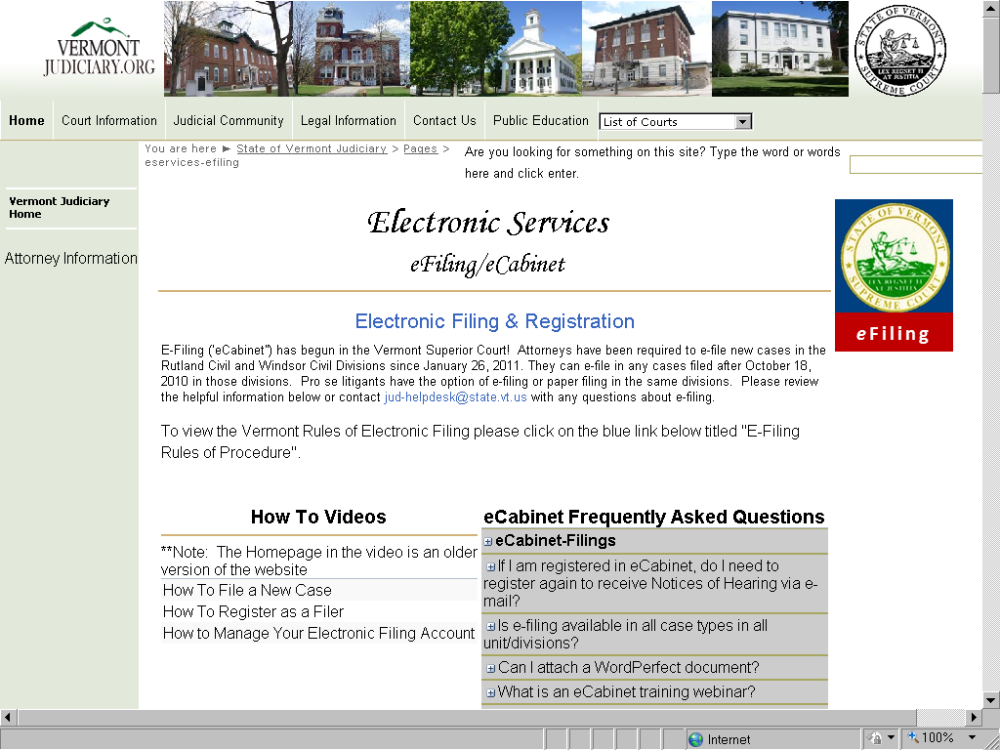 VERMONT
JUDICIARY.ORG
STATE OF VERMONT
LEX REGNET II
AT JUSTITIA
SUPREME COURT
Home
Court Information
Judicial Community
Legal Information
Contact Us
Public Education
List of Courts
You are here ► State of Vermont Judiciary > Pages >
eservices-efiling
Are you looking for something on this site? Type the word or words
here and click enter.
Vermont Judiciary
Home
Attorney Information
Electronic Services
eFiling/eCabinet
STATE OF VERMONT
SUPREME COURT
eFiling
Electronic Filing & Registration
E-Filing ('eCabinet") has begun in the Vermont Superior Court! Attorneys have been required to e-file new cases in the
Rutland Civil and Windsor Civil Divisions since January 26, 2011. They can e-file in any cases filed after October 18,
2010 in those divisions. Pro se litigants have the option of e-filing or paper filing in the same divisions. Please review
the helpful information below or contact jud-helpdesk@state.vt.us with any questions about e-filing.
To view the Vermont Rules of Electronic Filing please click on the blue link below titled "E-Filing
Rules of Procedure".
How To Videos
**Note: The Homepage in the video is an older
version of the website
How To File a New Case
How To Register as a Filer
How to Manage Your Electronic Filing Account
eCabinet Frequently Asked Questions
eCabinet-Filings
If I am registered in eCabinet, do I need to
register again to receive Notices of Hearing via e-
mail?
Is e-filing available in all case types in all
unit/divisions?
Can I attach a WordPerfect document?
What is an eCabinet training webinar?
Internet
100%